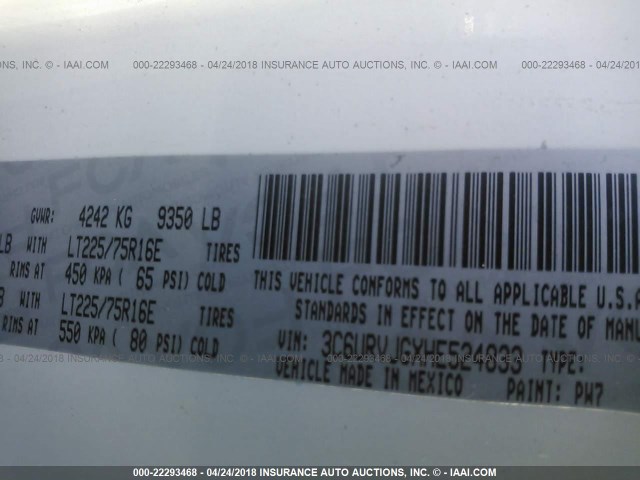 000-22293468 - 04/24/2018 INSURANCE AUTO AUCTIONS, INC. © - IAAI.COM
GVWR: 4242 KG 9350 LB
LB WITH LT225/75R16E TIRES
RIMS AT 450 KPA ( 65 PSI) COLD
WITH LT225/75R16E TIRES
RIMS AT 550 KPA ( 80 PSI) COLD
THIS VEHICLE CONFORMS TO ALL APPLICABLE U.S.A
STANDARDS IN EFFECT ON THE DATE OF MANU
VIN: TYPE:
VEHICLE MADE IN MEXICO PAINT: PW7
000-22293468 - 04/24/2018 INSURANCE AUTO AUCTIONS, INC. © - IAAI.COM
000-22293468 - 04/24/2018 INSURANCE AUTO AUCTIONS, INC. © - IAAI.COM